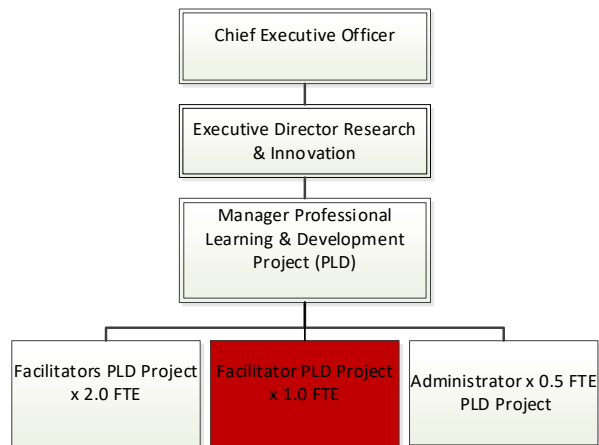 Chief Executive Officer
Executive Director Research
& Innovation
Manager Professional
Learning & Development
Project (PLD)
Facilitators PLD Project
x 2.0 FTE
Facilitator PLD Project
x 1.0 FTE
Administrator x 0.5 FTE
PLD Project